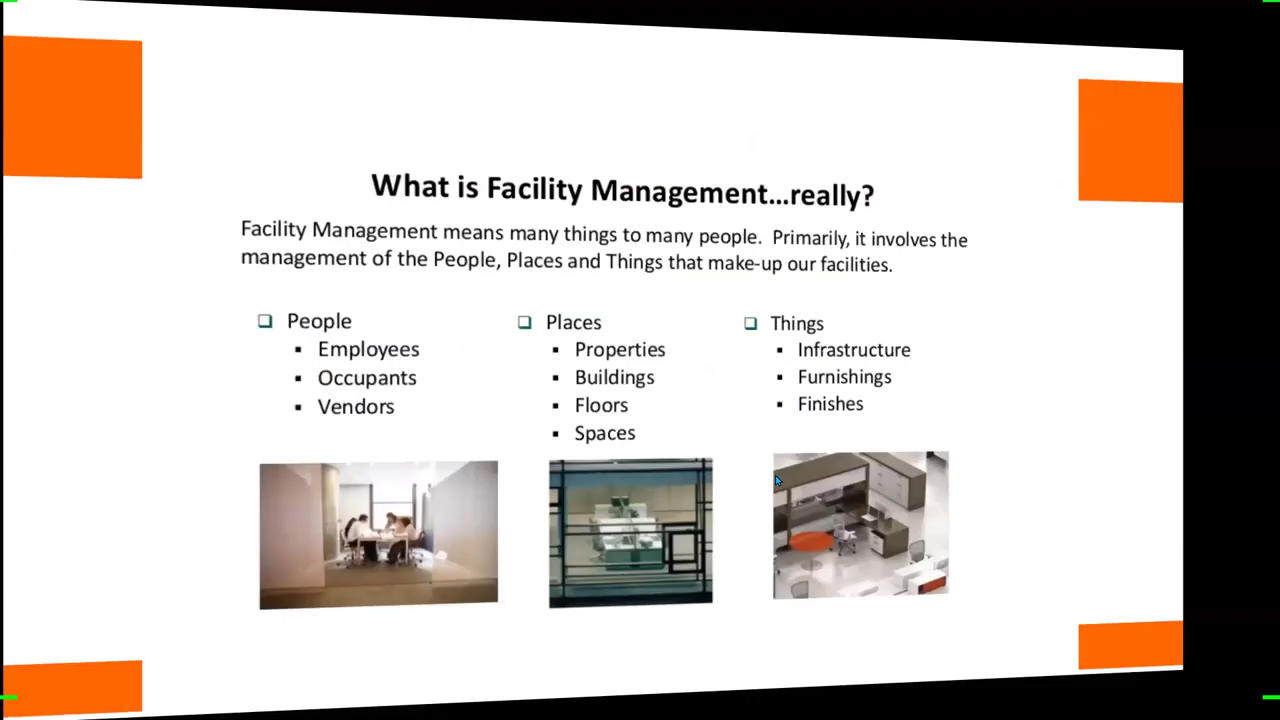 What is Facility Management...really?
Facility Management means many things to many people. Primarily, it involves the
management of the People, Places and Things that make-up our facilities.
People
Employees
Occupants
Vendors
Places
Properties
Buildings
Floors
Spaces
Things
Infrastructure
Furnishings
Finishes